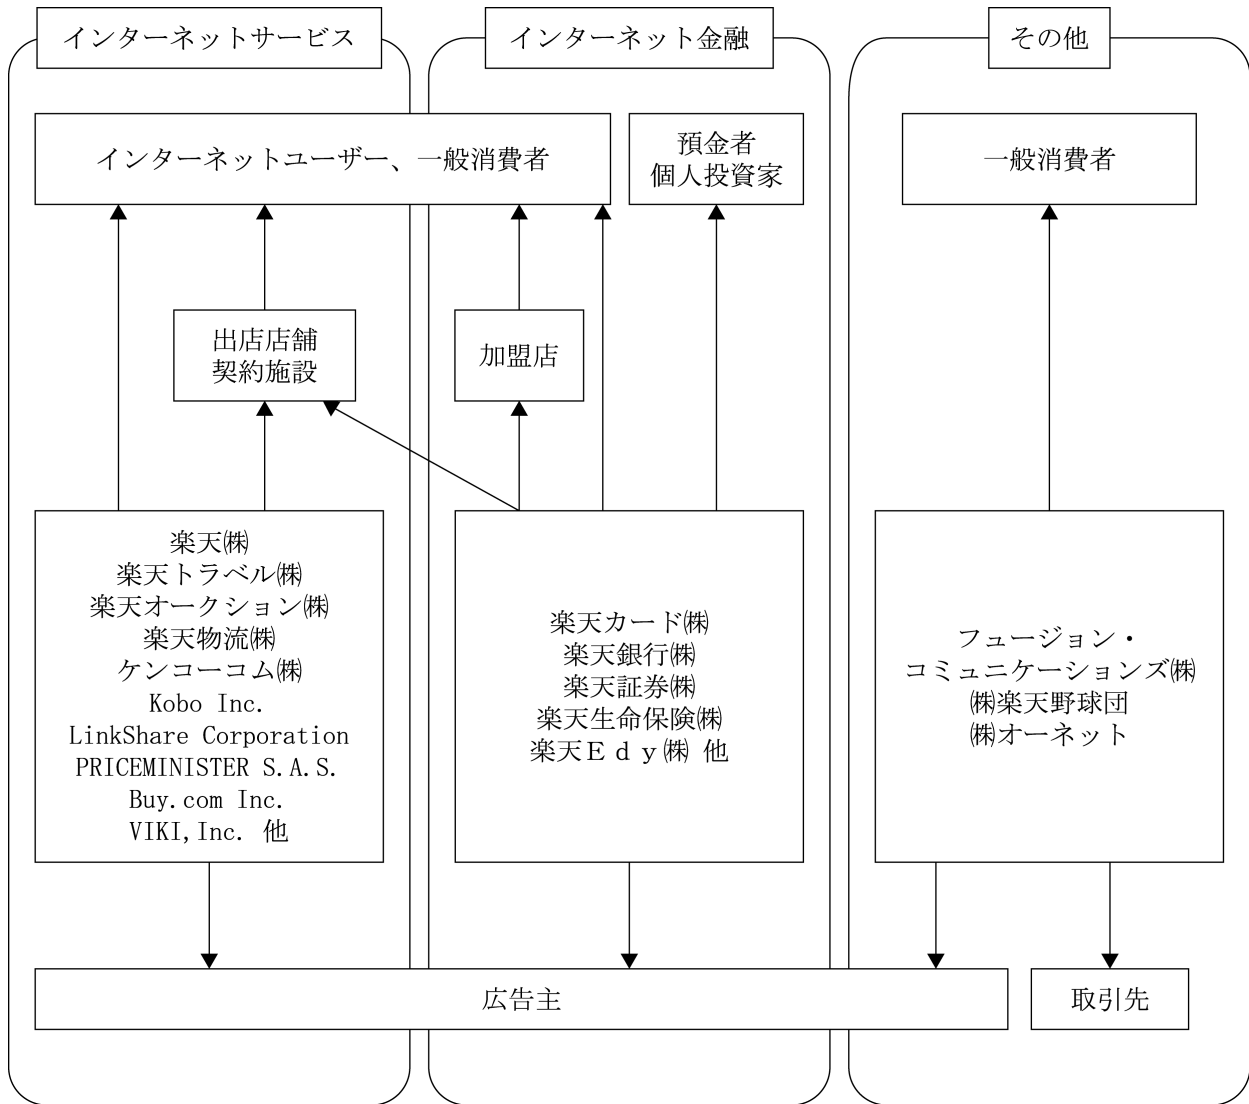 インターネットサービス
インターネット金融
その他
インターネットユーザー、一般消費者
預金者
個人投資家
一般消費者
出店店舗
契約施設
加盟店
楽天㈱
楽天トラベル㈱
楽天オークション㈱
楽天物流㈱
ケンコーコム㈱
Kobo Inc.
LinkShare Corporation
PRICEMINISTER S.A.S.
Buy.com Inc.
VIKI,Inc. 他
楽天カード㈱
楽天銀行㈱
楽天証券㈱
楽天生命保険㈱
楽天Ｅｄｙ㈱ 他
フュージョン・
コミュニケーションズ㈱
㈱楽天野球団
㈱オーネット
広告主
取引先